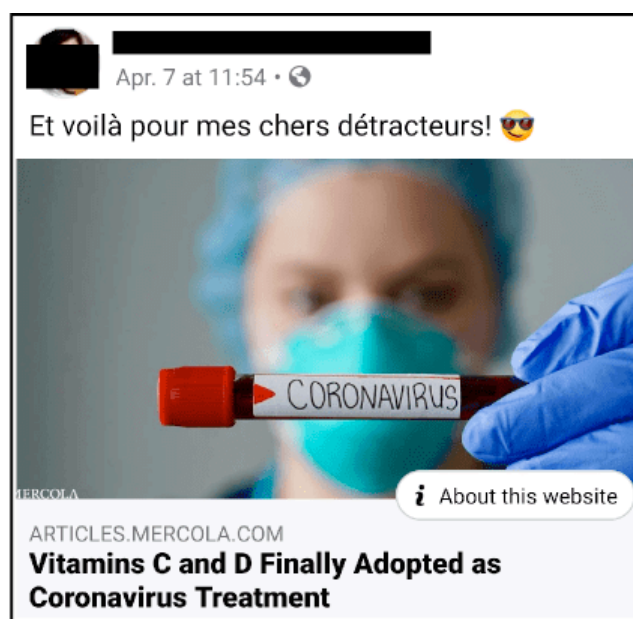 Apr. 7 at 11:54 •
Et voilà pour mes chers détracteurs! 😎
CORONAVIRUS
MERCOLA
i About this website
ARTICLES.MERCOLA.COM
Vitamins C and D Finally Adopted as
Coronavirus Treatment